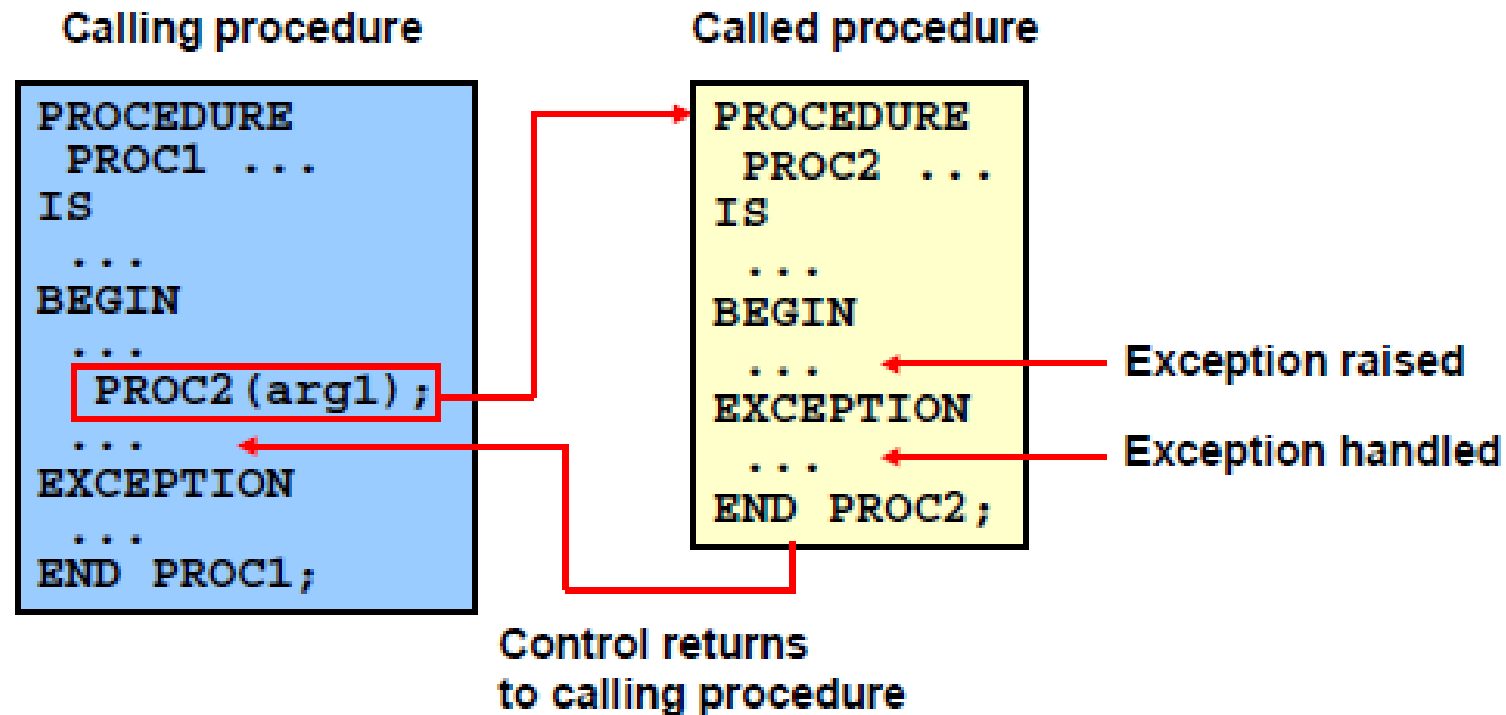 Calling procedure
PROCEDURE
PROC1 ...
IS
...
BEGIN
...
PROC2(arg1);
...
EXCEPTION
...
END PROC1;
Called procedure
PROCEDURE
PROC2 ...
IS
...
BEGIN
...
EXCEPTION
...
END PROC2;
Exception raised
Exception handled
Control returns
to calling procedure